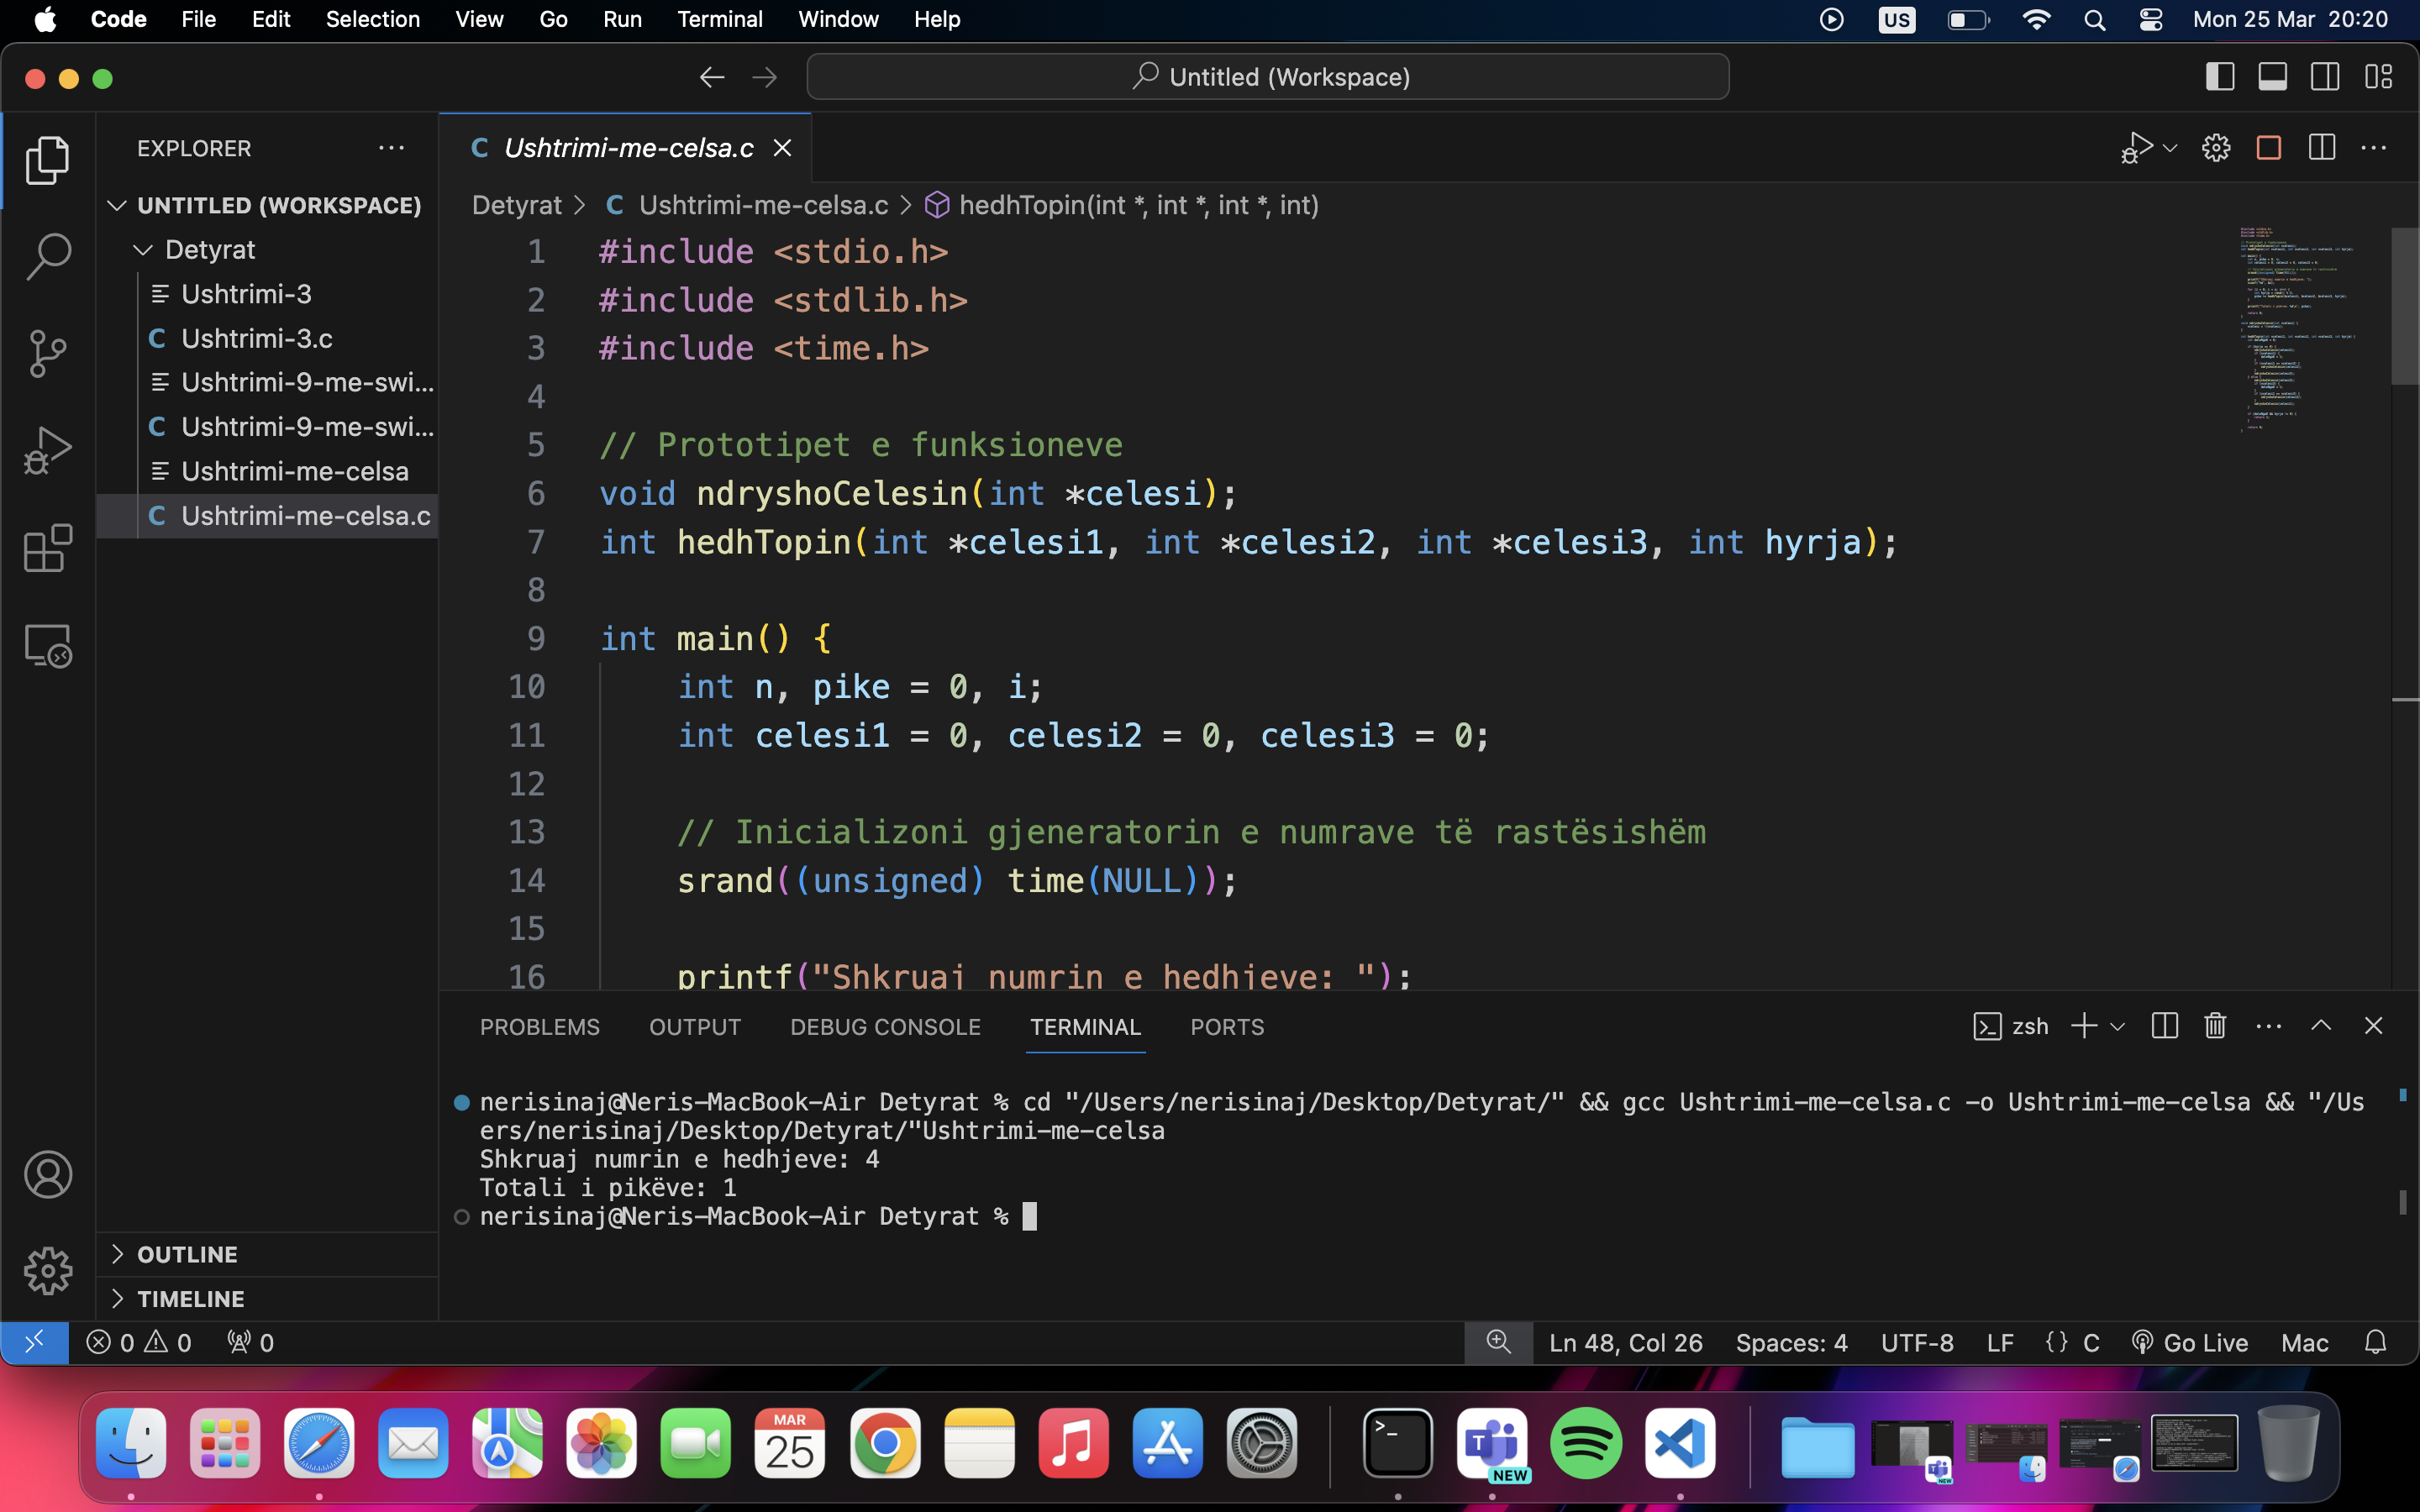 Code File Edit Selection View Go Run Terminal Window Help US Mon 25 Mar 20:20
Untitled (Workspace)
EXPLORER
UNTITLED (WORKSPACE)
Detyrat
Ushtrimi-3
C Ushtrimi-3.c
Ushtrimi-9-me-swi...
C Ushtrimi-9-me-swi...
Ushtrimi-me-celsa
C Ushtrimi-me-celsa.c
OUTLINE
TIMELINE
C Ushtrimi-me-celsa.c
Detyrat > C Ushtrimi-me-celsa.c > hedhTopin(int *, int *, int *, int)
1 #include <stdio.h>
2 #include <stdlib.h>
3 #include <time.h>
4
5 // Prototipet e funksioneve
6 void ndryshoCelesin(int *celesi);
7 int hedhTopin(int *celesi1, int *celesi2, int *celesi3, int hyrja);
8
9 int main() {
10 int n, pike = 0, i;
11 int celesi1 = 0, celesi2 = 0, celesi3 = 0;
12
13 // Inicializoni gjeneratorin e numrave të rastësishëm
14 srand((unsigned) time(NULL));
15
16 printf("Shkruaj numrin e hedhjeve: ");
PROBLEMS OUTPUT DEBUG CONSOLE TERMINAL PORTS zsh
nerisinaj@Neris-MacBook-Air Detyrat % cd "/Users/nerisinaj/Desktop/Detyrat/" && gcc Ushtrimi-me-celsa.c -o Ushtrimi-me-celsa && "/Us
ers/nerisinaj/Desktop/Detyrat/"Ushtrimi-me-celsa
Shkruaj numrin e hedhjeve: 4
Totali i pikëve: 1
nerisinaj@Neris-MacBook-Air Detyrat %
0 0 0 Ln 48, Col 26 Spaces: 4 UTF-8 LF {} C Go Live Mac
MAR
25
T
NEW